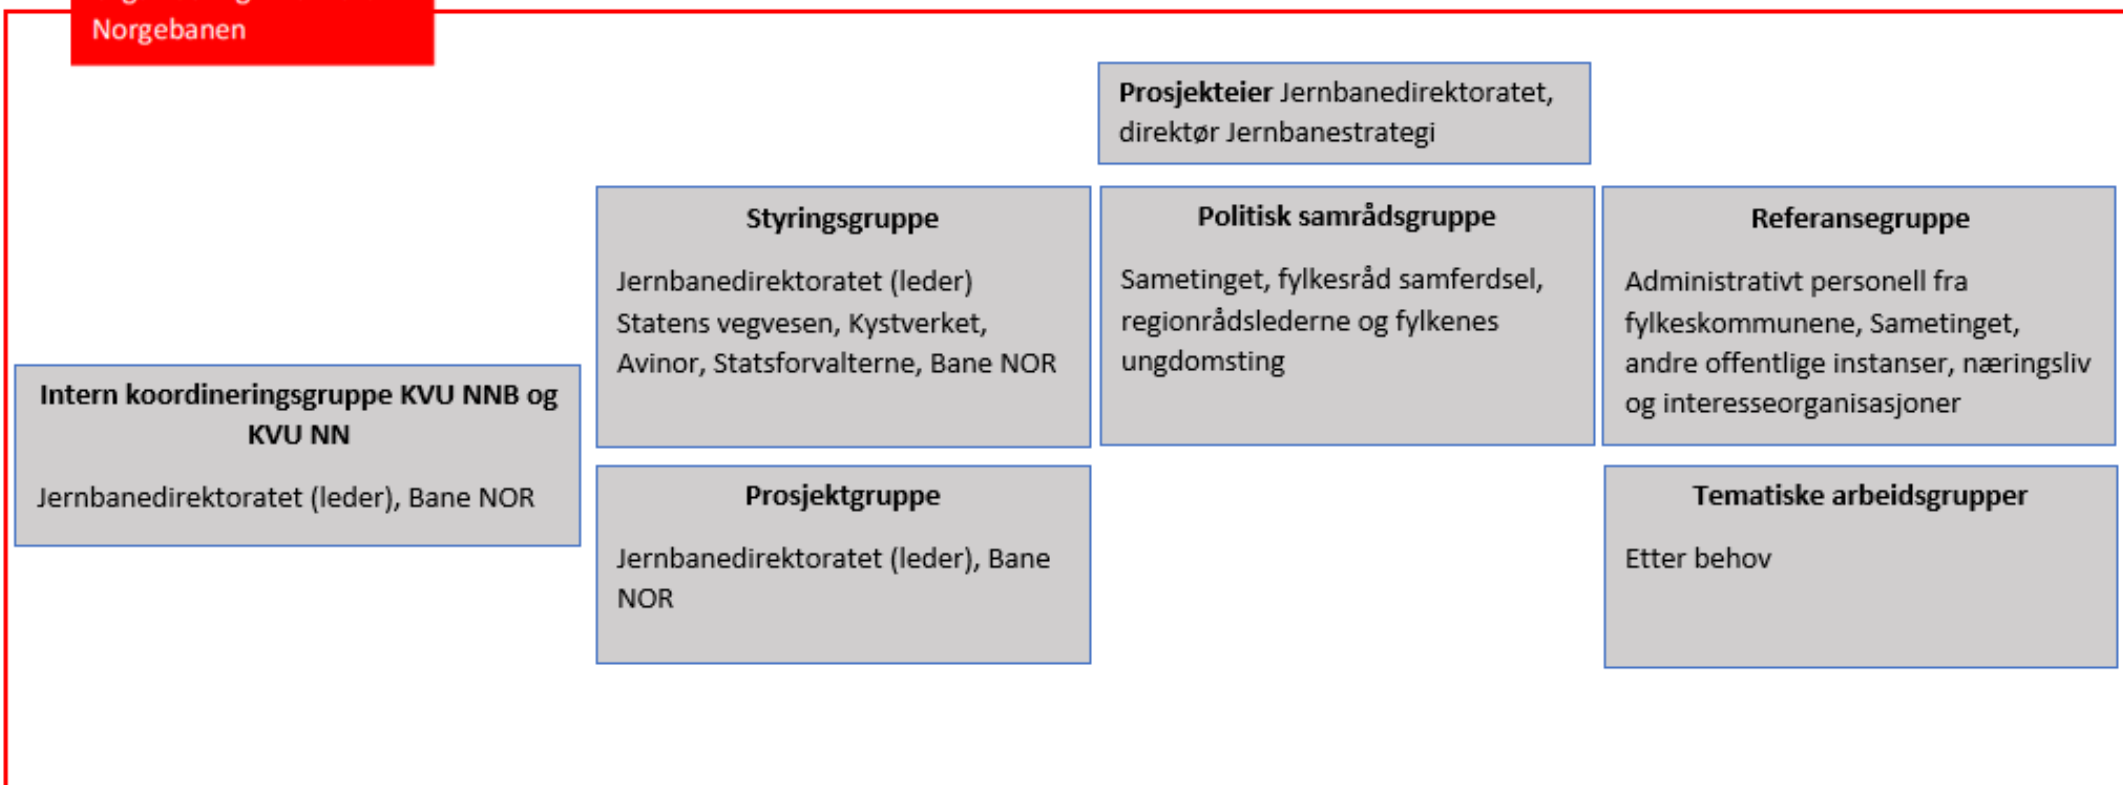 Norgebanen
Prosjekteier Jernbanedirektoratet,
direktør Jernbanestrategi
Styringsgruppe
Jernbanedirektoratet (leder)
Statens vegvesen, Kystverket,
Avinor, Statsforvalterne, Bane NOR
Politisk samrådsgruppe
Sametinget, fylkesråd samferdsel,
regionrådslederne og fylkenes
ungdomsting
Referansegruppe
Administrativt personell fra
fylkeskommunene, Sametinget,
andre offentlige instanser, næringsliv
og interesseorganisasjoner
Intern koordineringsgruppe KVU NNB og
KVU NN
Jernbanedirektoratet (leder), Bane NOR
Prosjektgruppe
Jernbanedirektoratet (leder), Bane
NOR
Tematiske arbeidsgrupper
Etter behov